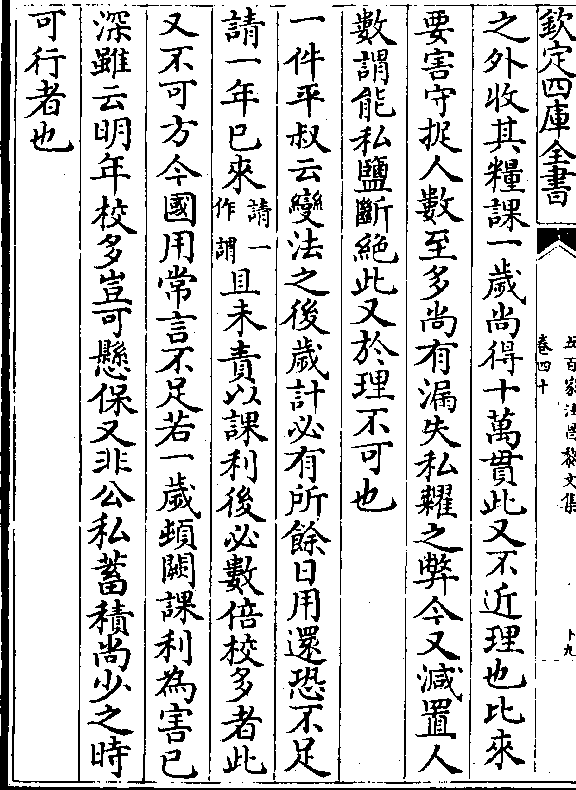 欽定四庫全書
五百家注昌黎文集
卷四十
十九
之外收其糧課一歲尚得十萬貫此又不近理也比來
要害守捉人數至多尚有漏失私糶之弊今又減置人
數謂能私鹽斷絕此又於理不可也
一件平叔云變法之後歲計必有所餘日用還恐不足
請一年已來請一作謂且未責以課利後必數倍校多者此
又不可方今國用常言不足若一歲頓闕課利為害已
深雖云明年校多豈可懸保又非公私蓄積尚少之時
可行者也